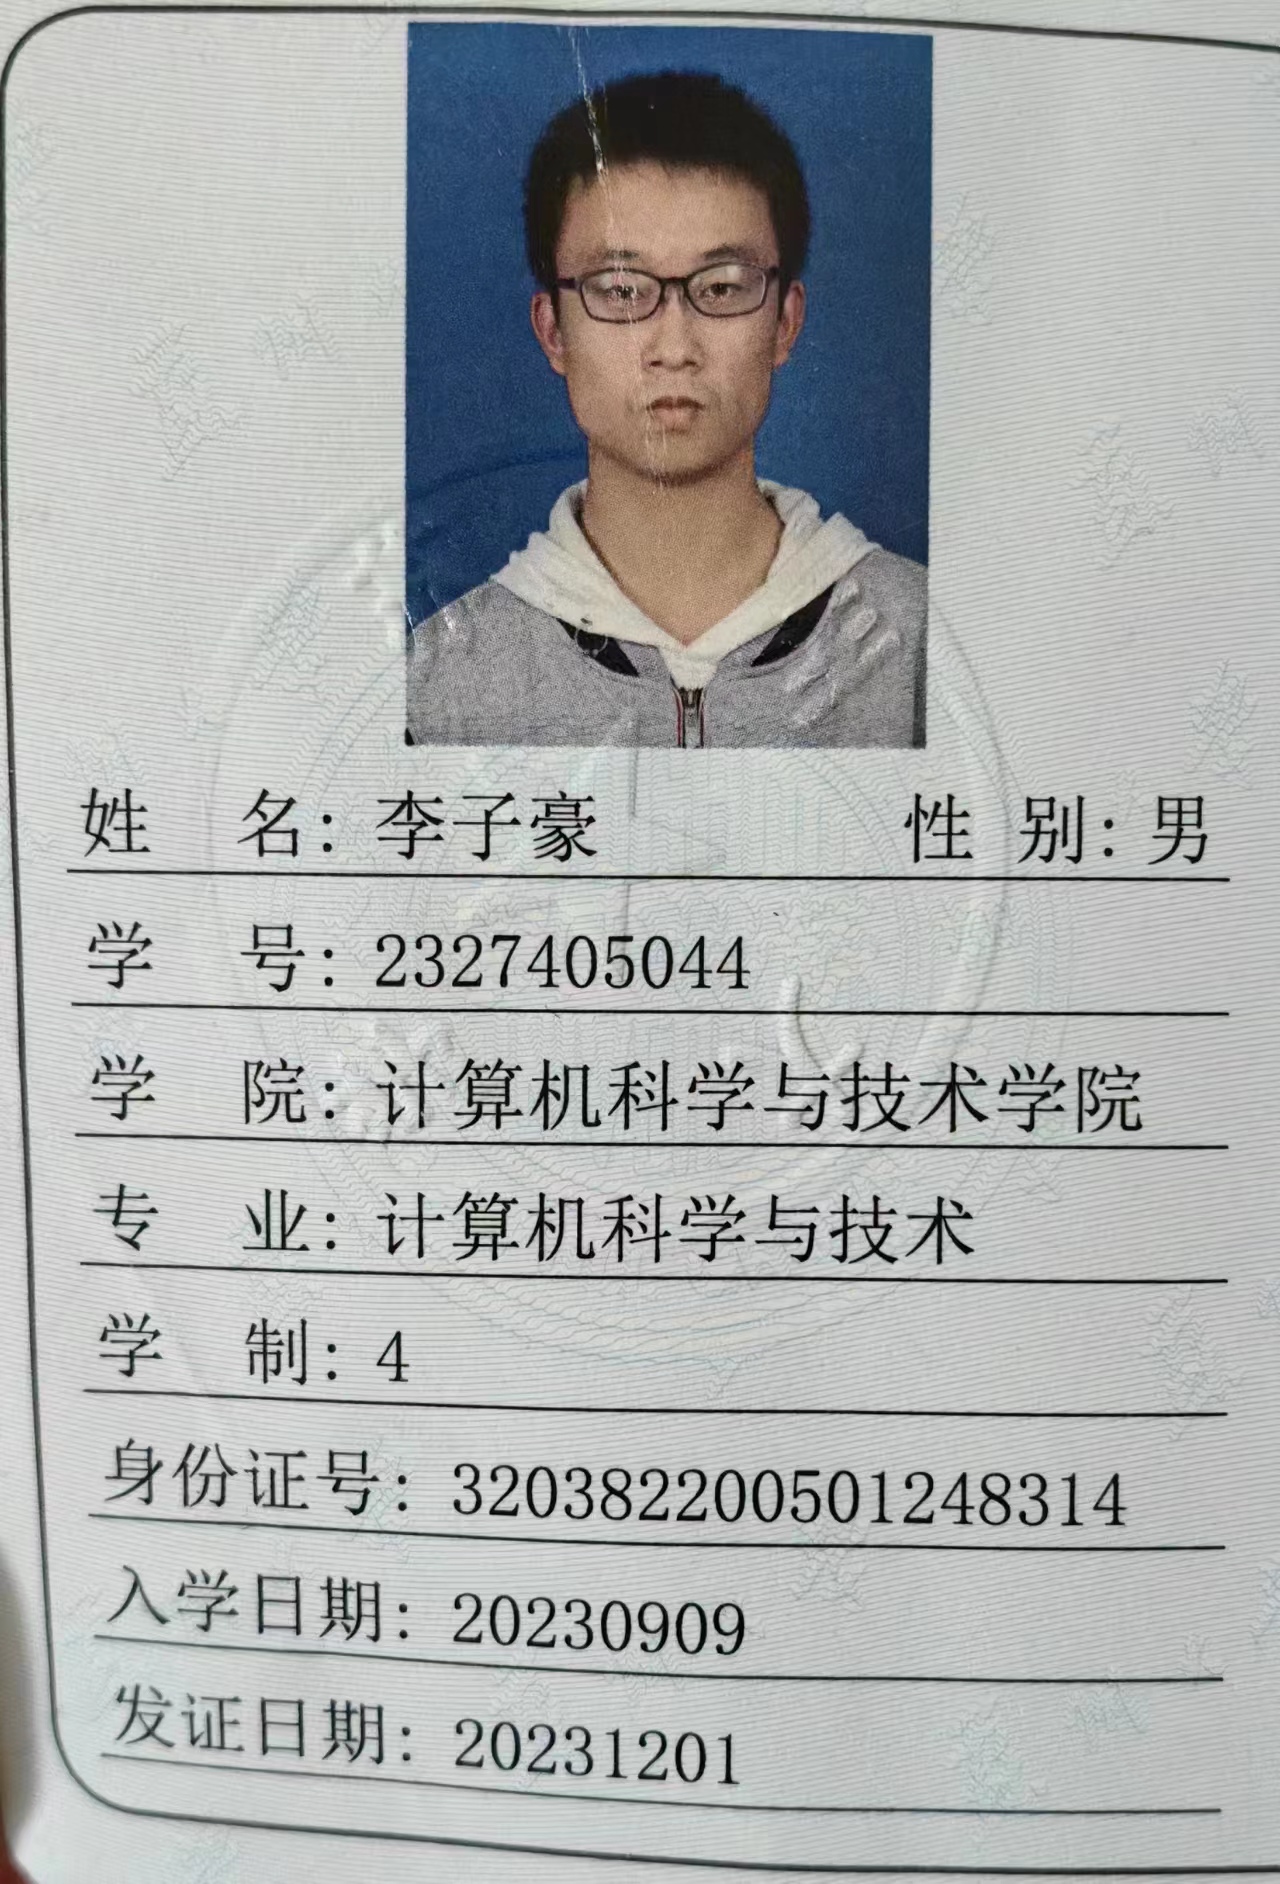 姓 名：李子豪 性 别：男
学 号：2327405044
学 院：计算机科学与技术学院
专 业：计算机科学与技术
学 制：4
身份证号：320382200501248314
入学日期：20230909
发证日期：20231201